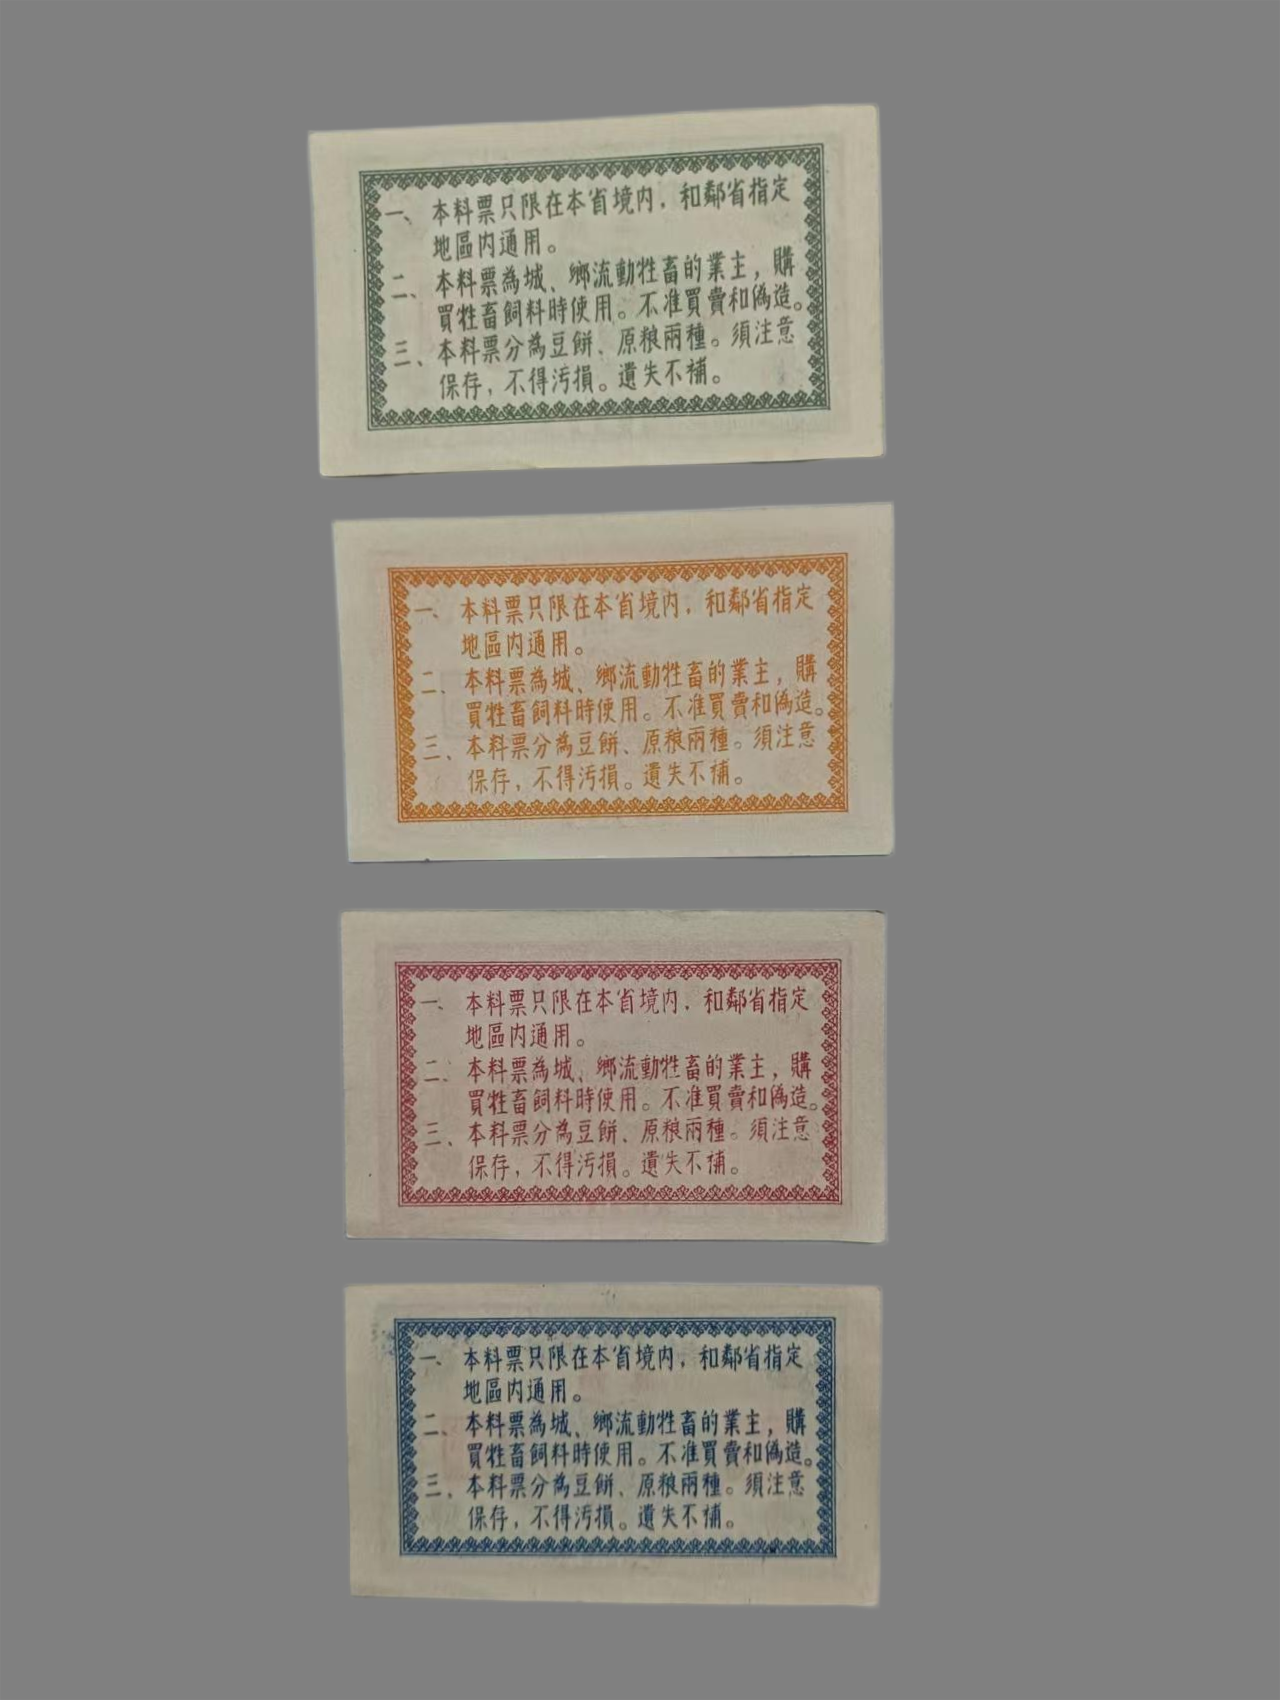 一、本料票只限在本省境内，和鄰省指定
地區内通用。
二、本料票為城、鄉流動牲畜的業主，購
買牲畜飼料時使用。不准買賣和偽造。
三、本料票分為豆餅、原粮兩種。須注意
保存，不得汚損。遺失不補。
一、本料票只限在本省境内，和鄰省指定
地區内通用。
二、本料票為城、鄉流動牲畜的業主，購
買牲畜飼料時使用。不准買賣和偽造。
三、本料票分為豆餅、原粮兩種。須注意
保存，不得汚損。遺失不補。
一、本料票只限在本省境内，和鄰省指定
地區内通用。
二、本料票為城、鄉流動牲畜的業主，購
買牲畜飼料時使用。不准買賣和偽造。
三、本料票分為豆餅、原粮兩種。須注意
保存，不得汚損。遺失不補。
一、本料票只限在本省境内，和鄰省指定
地區内通用。
二、本料票為城、鄉流動牲畜的業主，購
買牲畜飼料時使用。不准買賣和偽造。
三、本料票分為豆餅、原粮兩種。須注意
保存，不得汚損。遺失不補。